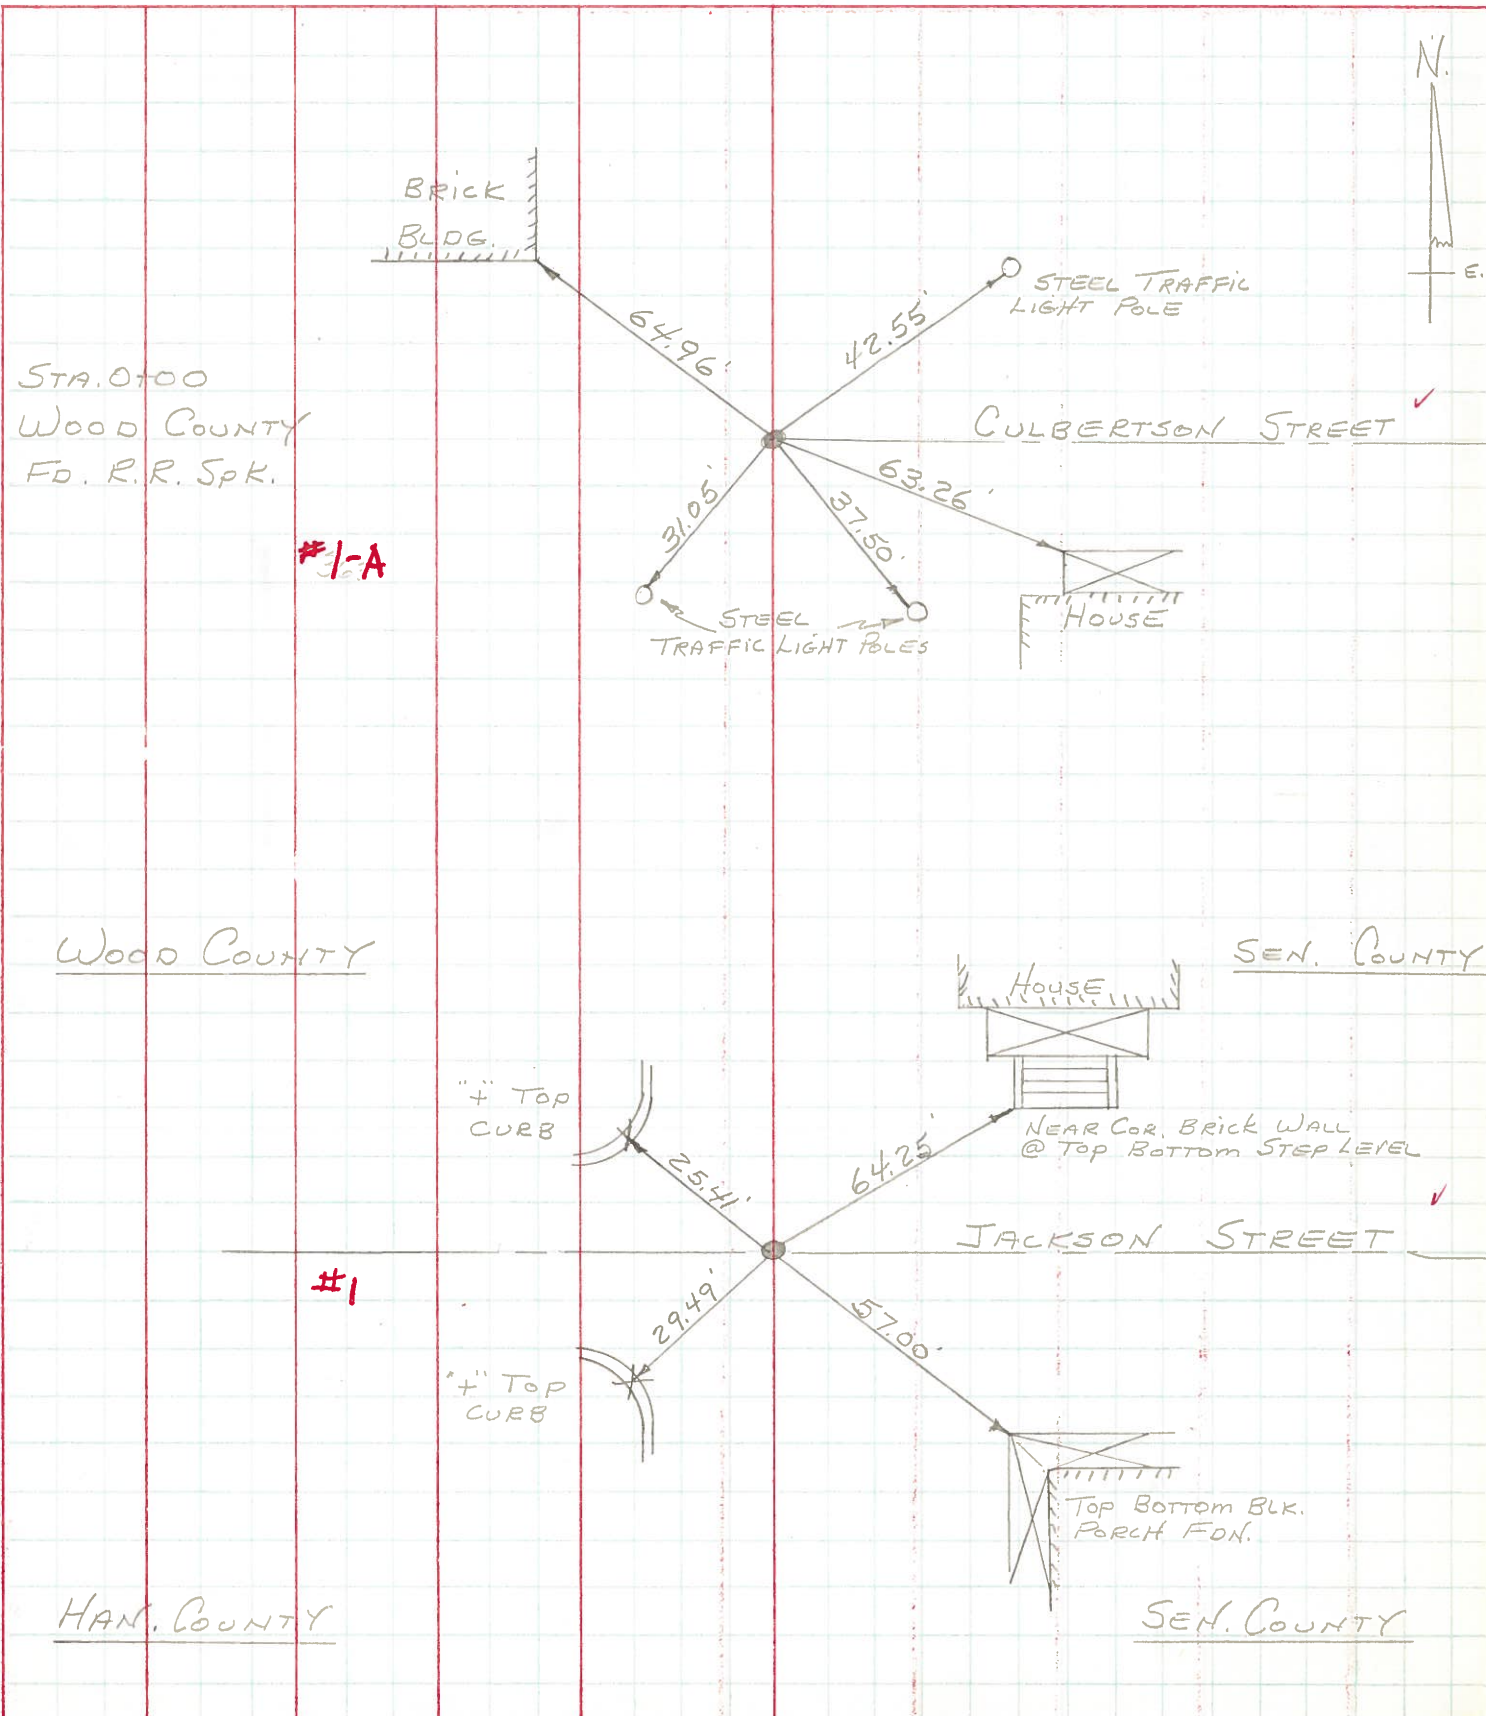 N.
E.
BRICK
BLDG.
64.96'
42.55'
STEEL TRAFFIC
LIGHT POLE
STA. 0+00
WOOD COUNTY
FD. R.R. SPK.
CULBERTSON STREET
63.26'
31.05'
37.50'
#1-A
STEEL
TRAFFIC LIGHT POLES
HOUSE
WOOD COUNTY
SEN. COUNTY
HOUSE
"+" TOP
CURB
NEAR COR. BRICK WALL
@ TOP BOTTOM STEP LEVEL
25.41'
64.25'
JACKSON STREET
#1
29.49'
57.00'
"+" TOP
CURB
TOP BOTTOM BLK.
PORCH FDN.
HAN. COUNTY
SEN. COUNTY